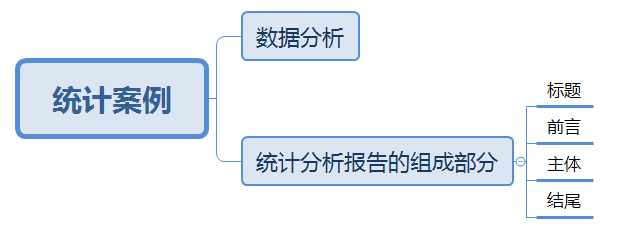 统计案例
数据分析
统计分析报告的组成部分
标题
前言
主体
结尾